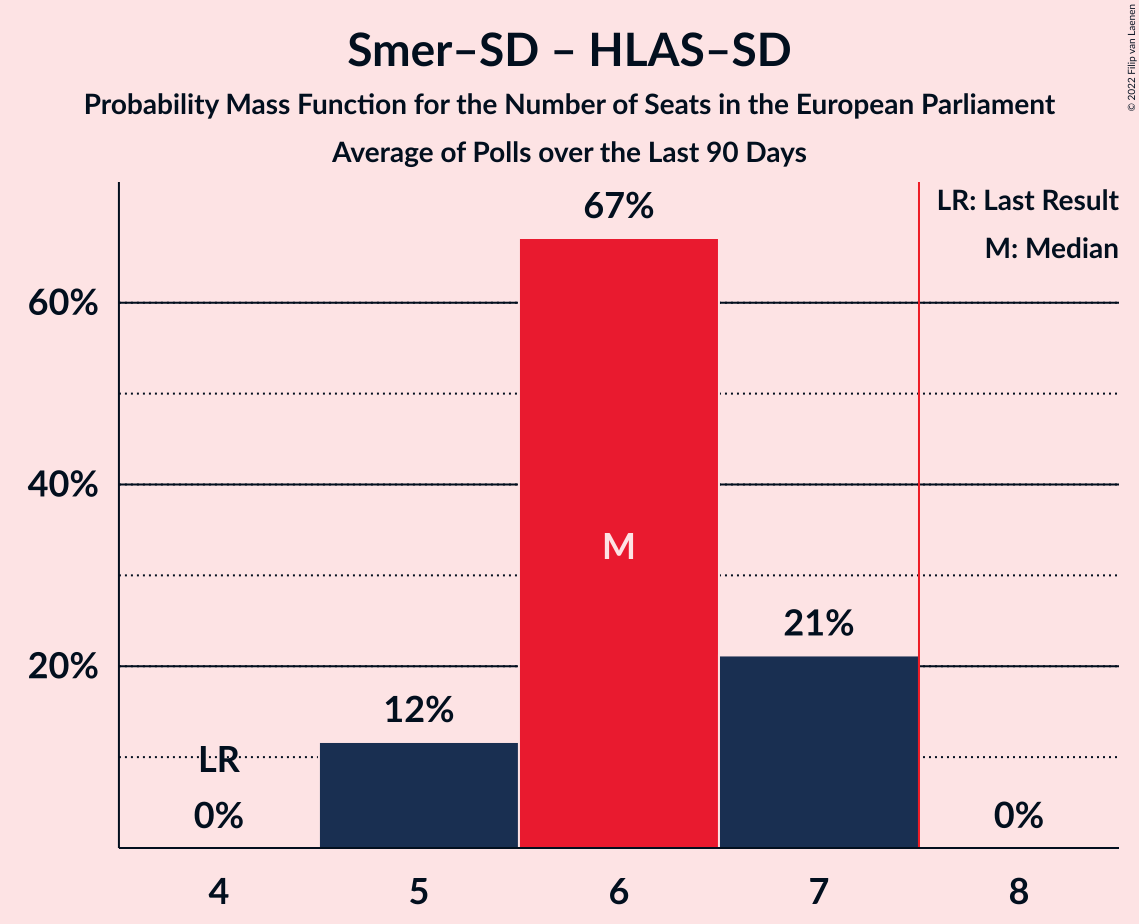 Smer–SD – HLAS–SD
Probability Mass Function for the Number of Seats in the European Parliament
Average of Polls over the Last 90 Days
© 2022 Filip van Laenen
LR: Last Result
M: Median
67%
60%
40%
M
21%
20%
12%
LR
0%
0%
4 5 6 7 8